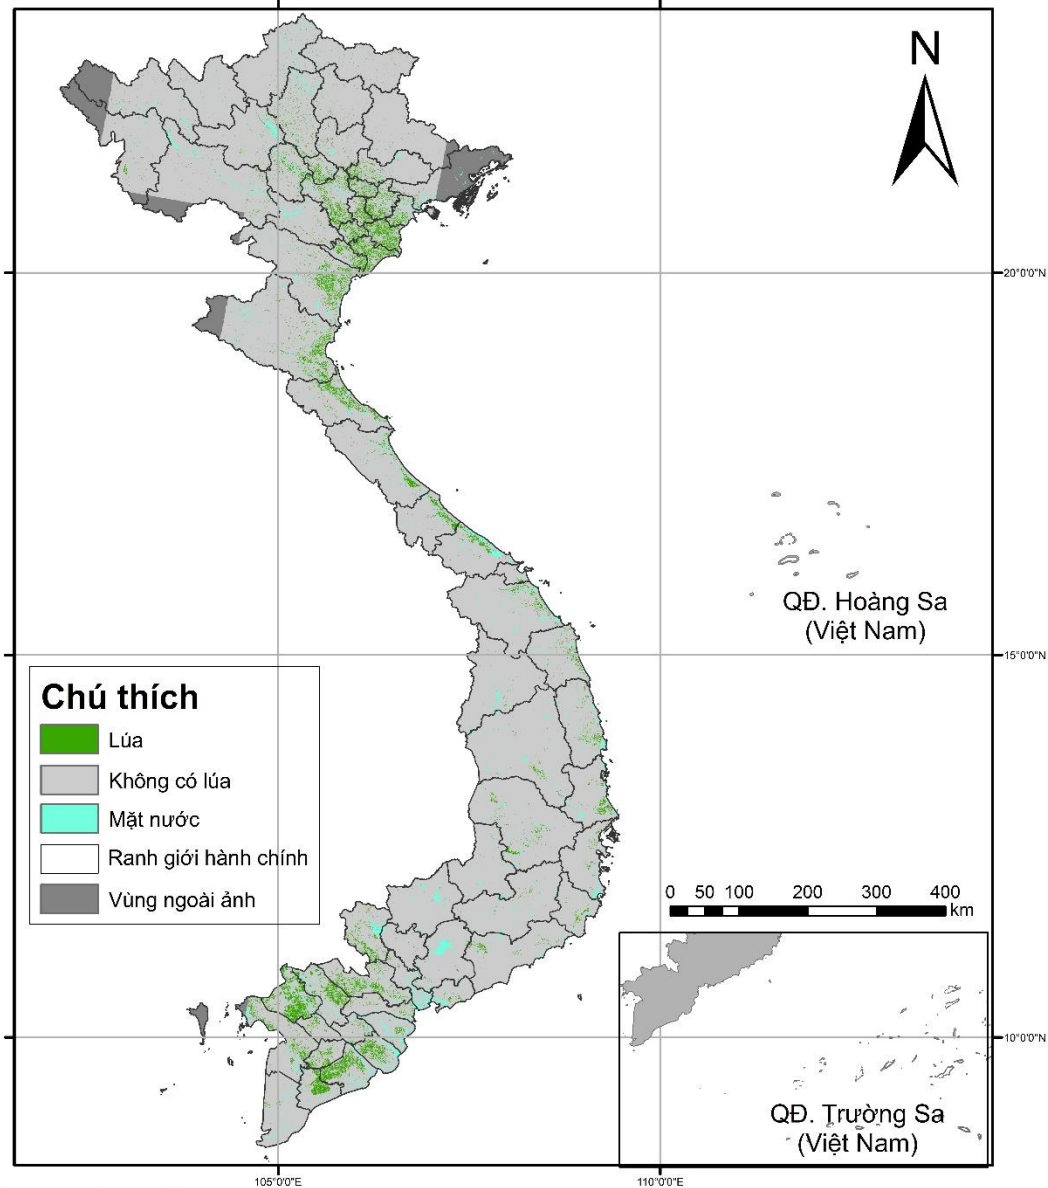 N
20°0'0"N
QĐ. Hoàng Sa
(Việt Nam)
15°0'0"N
Chú thích
Lúa
Không có lúa
Mặt nước
Ranh giới hành chính
Vùng ngoài ảnh
0 50 100 200 300 400
km
10°0'0"N
QĐ. Trường Sa
(Việt Nam)
105°0'0"E 110°0'0"E